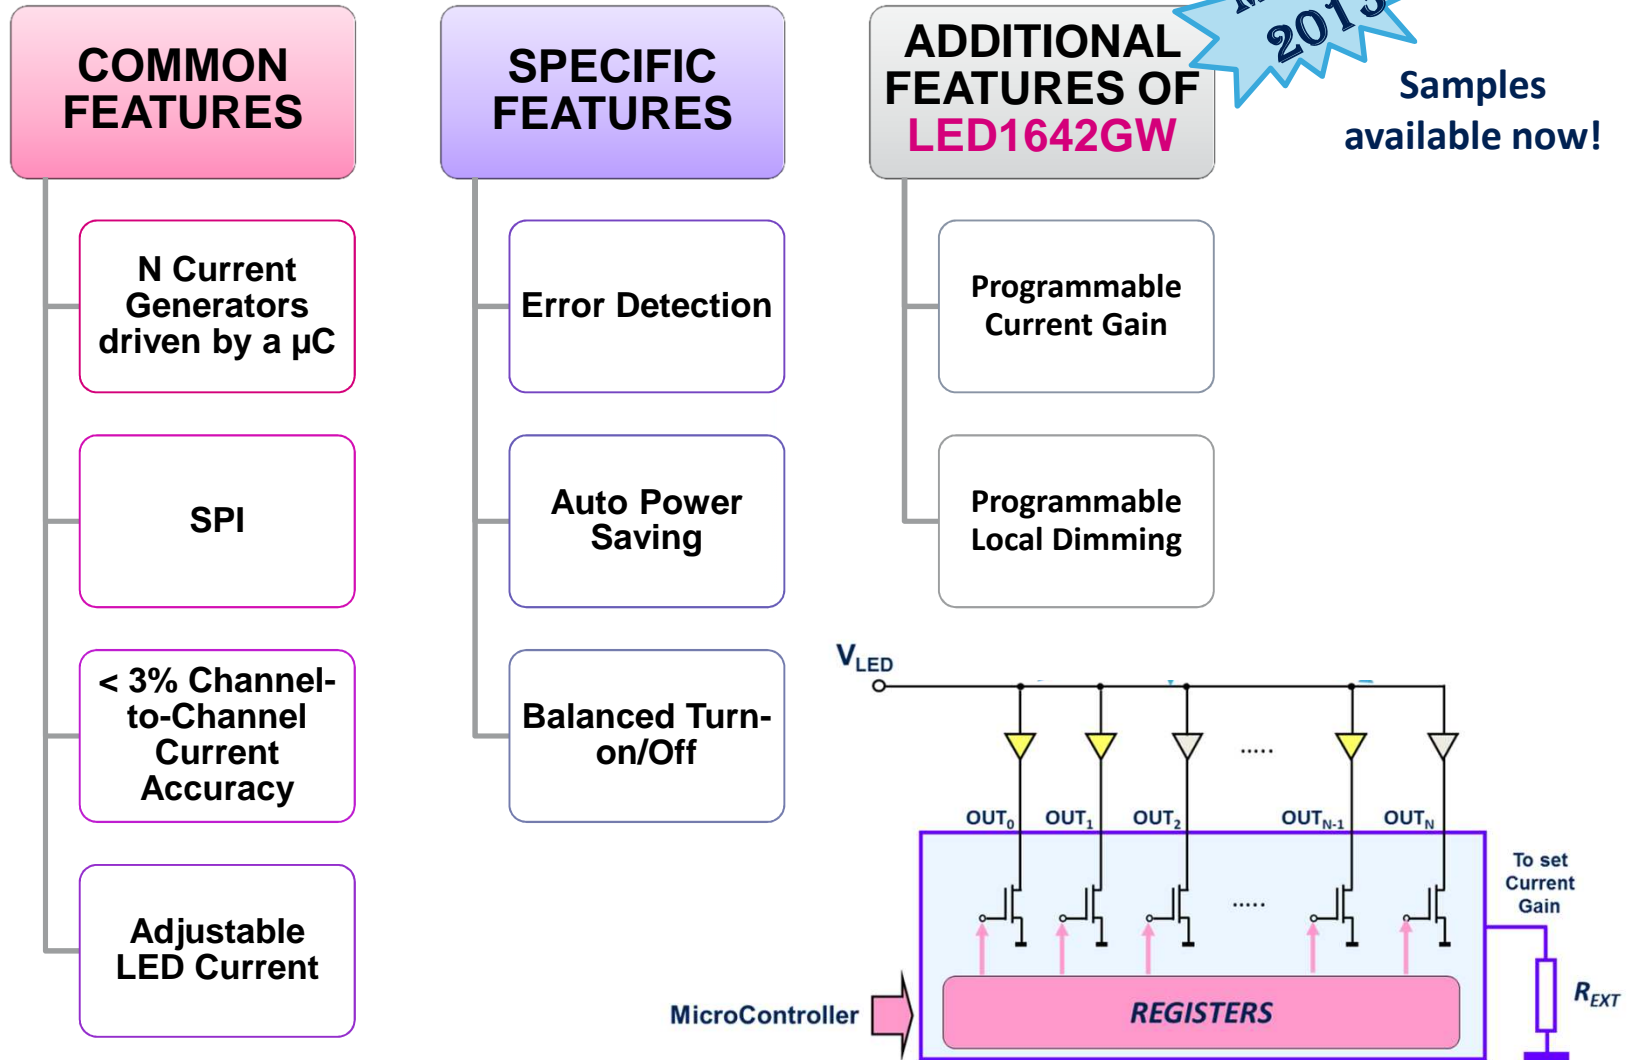 COMMON
FEATURES
N Current
Generators
driven by a µC
SPI
< 3% Channel-
to-Channel
Current
Accuracy
Adjustable
LED Current
SPECIFIC
FEATURES
Error Detection
Auto Power
Saving
Balanced Turn-
on/Off
ADDITIONAL
FEATURES OF
LED1642GW
Programmable
Current Gain
Programmable
Local Dimming
2013
Samples
available now!
VLED
.....
OUT0 OUT1 OUT2 OUTN-1 OUTN
.....
To set
Current
Gain
REXT
MicroController
REGISTERS